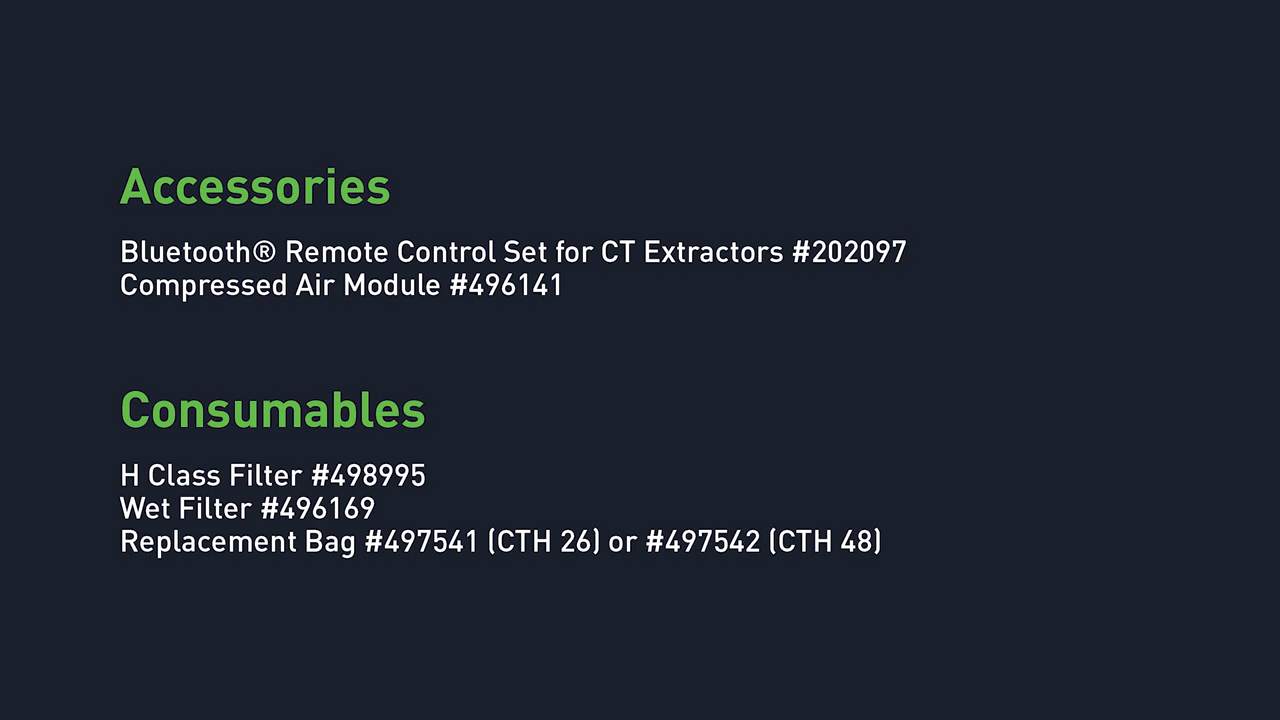 Accessories
Bluetooth® Remote Control Set for CT Extractors #202097
Compressed Air Module #496141
Consumables
H Class Filter #498995
Wet Filter #496169
Replacement Bag #497541 (CTH 26) or #497542 (CTH 48)